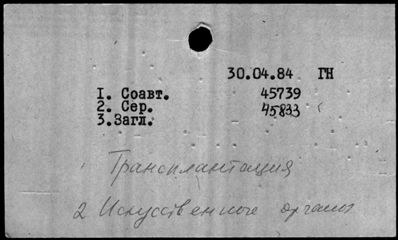 30.04.84 ГН
1. Соавт. 45739
2. Сер. 45833
3.Загл.
Трансплантация
2 Искусственные органы